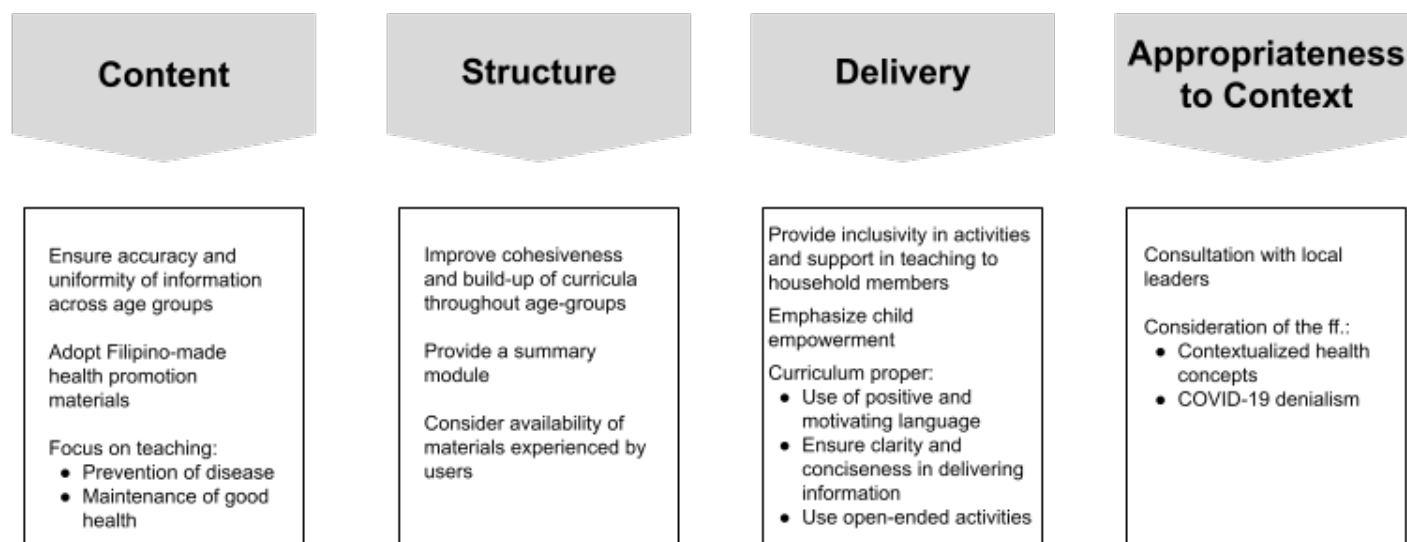 Content
Ensure accuracy and
uniformity of information
across age groups
Adopt Filipino-made
health promotion
materials
Focus on teaching:
● Prevention of disease
● Maintenance of good
health
Structure
Improve cohesiveness
and build-up of curricula
throughout age-groups
Provide a summary
module
Consider availability of
materials experienced by
users
Delivery
Provide inclusivity in activities
and support in teaching to
household members
Emphasize child
empowerment
Curriculum proper:
● Use of positive and
motivating language
● Ensure clarity and
conciseness in delivering
information
● Use open-ended activities
Appropriateness
to Context
Consultation with local
leaders
Consideration of the ff.:
● Contextualized health
concepts
● COVID-19 denialism